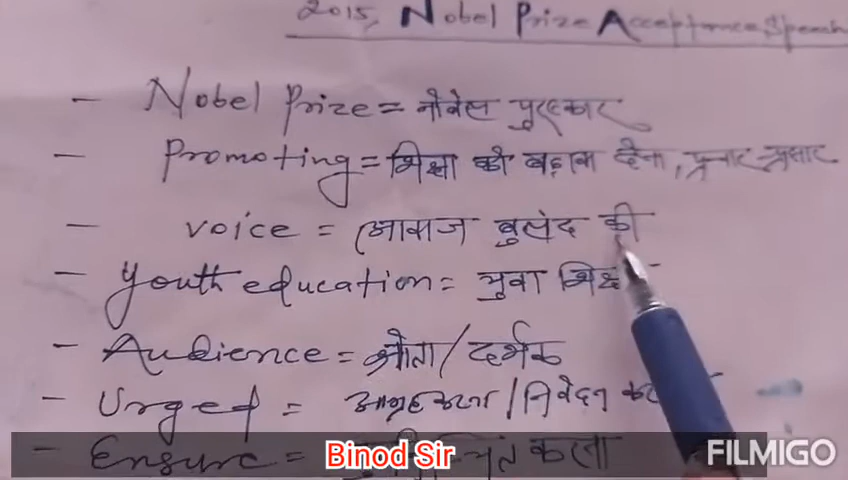 2015, Nobel Prize Acceptance Speech
- Nobel Prize = नोबेल पुरस्कार
- Promoting = शिक्षा को बढ़ावा देना, प्रचार प्रसार
- voice = आवाज बुलंद की
- Youth education = युवा
- Audience = श्रोता/दर्शक
- Urged = आग्रह करना/निवेदन
- Ensure = करना
Binod Sir
FILMIGO